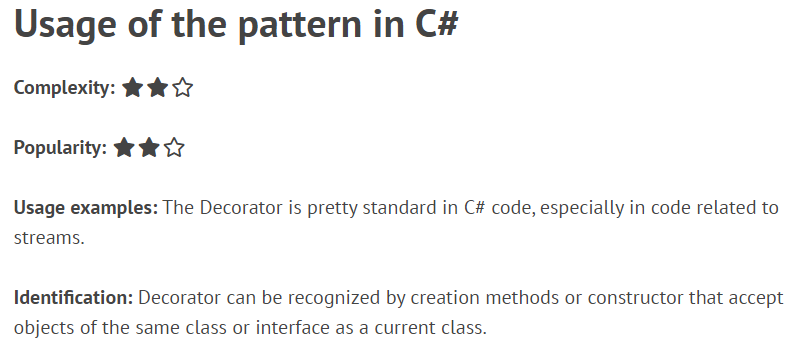 Usage of the pattern in C#
Complexity: ★★☆
Popularity: ★★☆
Usage examples: The Decorator is pretty standard in C# code, especially in code related to
streams.
Identification: Decorator can be recognized by creation methods or constructor that accept
objects of the same class or interface as a current class.